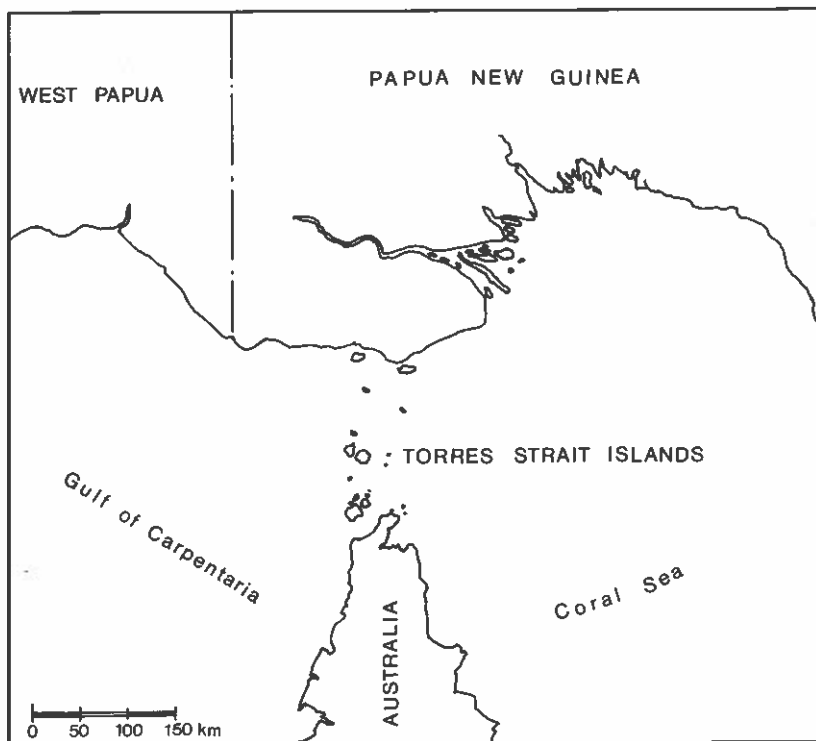 PAPUA NEW GUINEA
WEST PAPUA
TORRES STRAIT ISLANDS
Gulf of Carpentaria
Coral Sea
AUSTRALIA
0 50 100 150 km